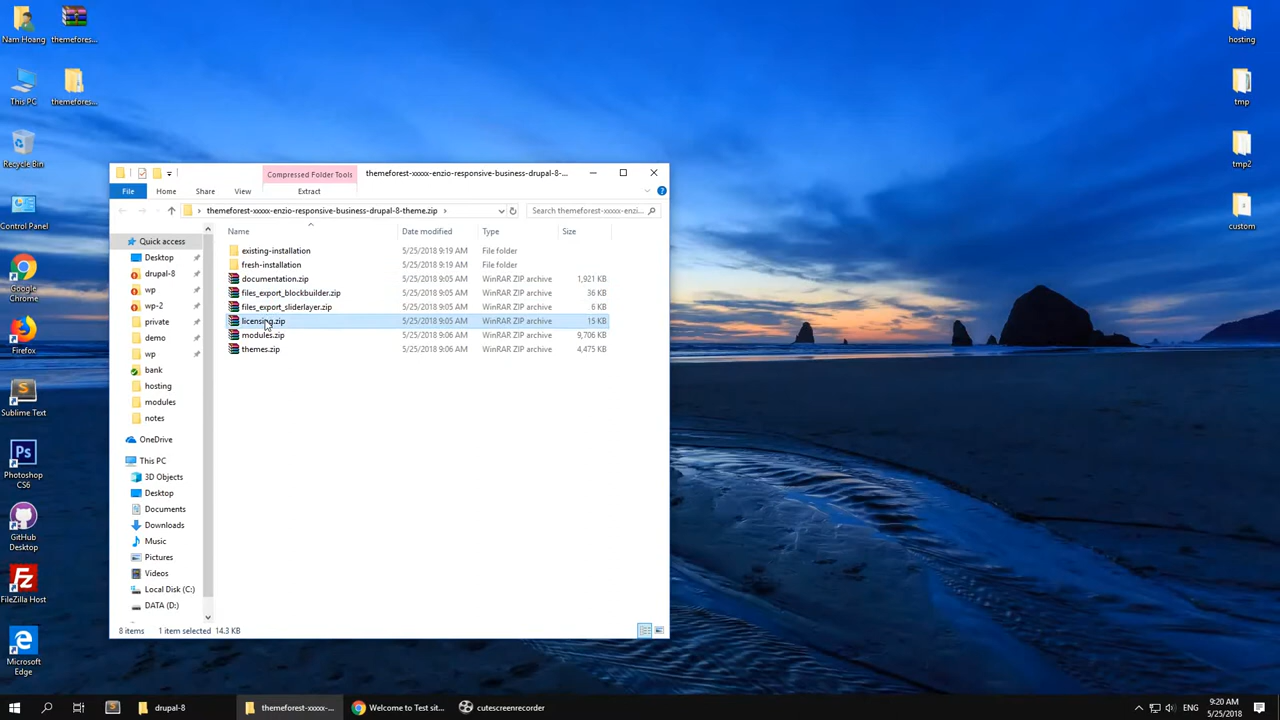 Nam Hoang
themefores...
hosting
This PC
themefores...
tmp
Recycle Bin
tmp2
Control Panel
custom
Google Chrome
Firefox
Sublime Text
Photoshop CS6
GitHub Desktop
FileZilla Host
Microsoft Edge
Compressed Folder Tools
themeforest-xxxxx-enzio-responsive-business-drupal-8-...
File Home Share View Extract
themeforest-xxxxx-enzio-responsive-business-drupal-8-theme.zip
Search themeforest-xxxxx-enzi...
Name Date modified Type Size
existing-installation 5/25/2018 9:19 AM File folder
fresh-installation 5/25/2018 9:19 AM File folder
documentation.zip 5/25/2018 9:05 AM WinRAR ZIP archive 1,921 KB
files_export_blockbuilder.zip 5/25/2018 9:05 AM WinRAR ZIP archive 36 KB
files_export_sliderlayer.zip 5/25/2018 9:05 AM WinRAR ZIP archive 6 KB
licensing.zip 5/25/2018 9:05 AM WinRAR ZIP archive 15 KB
modules.zip 5/25/2018 9:06 AM WinRAR ZIP archive 9,706 KB
themes.zip 5/25/2018 9:06 AM WinRAR ZIP archive 4,475 KB
Quick access
Desktop
drupal-8
wp
wp-2
private
demo
wp
bank
hosting
modules
notes
OneDrive
This PC
3D Objects
Desktop
Documents
Downloads
Music
Pictures
Videos
Local Disk (C:)
DATA (D:)
8 items 1 item selected 14.3 KB
drupal-8
themeforest-xxxx-...
Welcome to Test sit...
cutescreenrecorder
ENG
9:20 AM
5/25/2018